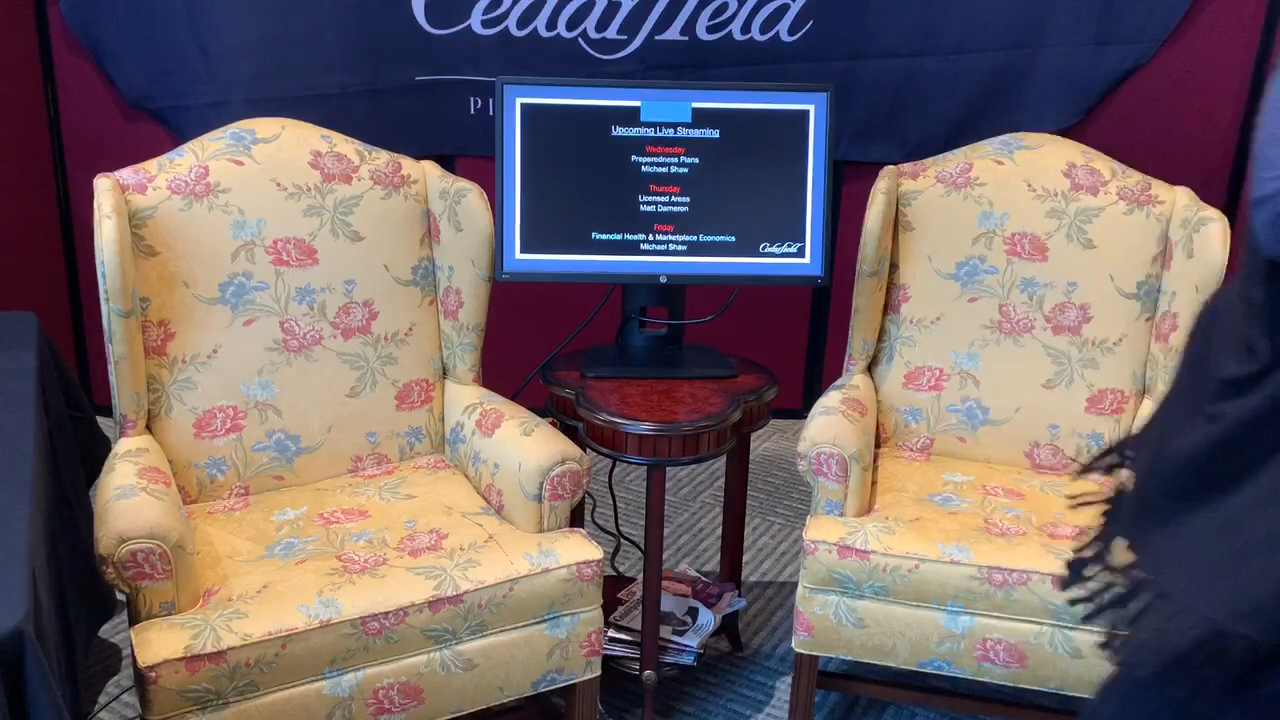 Cedarfield
Upcoming Live Streaming
Wednesday
Preparedness Plans
Michael Shaw
Thursday
Licensed Areas
Matt Dameron
Friday
Financial Health & Marketplace Economics
Michael Shaw
Cedarfield
hp